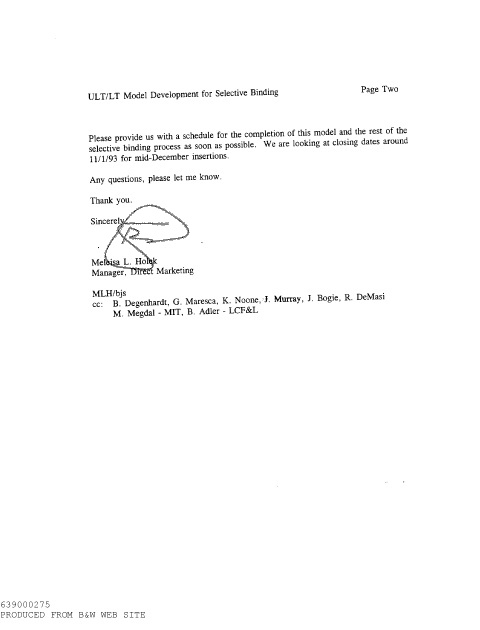 ULT/LT Model Development for Selective Binding Page Two
Please provide us with a schedule for the completion of this model and the rest of the
selective binding process as soon as possible. We are looking at closing dates around
11/1/93 for mid-December insertions.
Any questions, please let me know.
Thank you.
Sincerely,
L. Holek
Manager, Direct Marketing
MLH/bjs
cc: B. Degenhardt, G. Maresca, K. Noone, J. Murray, J. Bogie, R. DeMasi
M. Megdal - MIT, B. Adler - LCF&L
639000275
PRODUCED FROM B&W WEB SITE